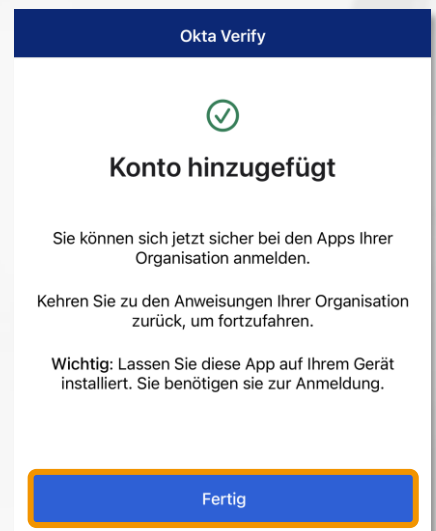 Okta Verify
Konto hinzugefügt
Sie können sich jetzt sicher bei den Apps Ihrer
Organisation anmelden.
Kehren Sie zu den Anweisungen Ihrer Organisation
zurück, um fortzufahren.
Wichtig: Lassen Sie diese App auf Ihrem Gerät
installiert. Sie benötigen sie zur Anmeldung.
Fertig